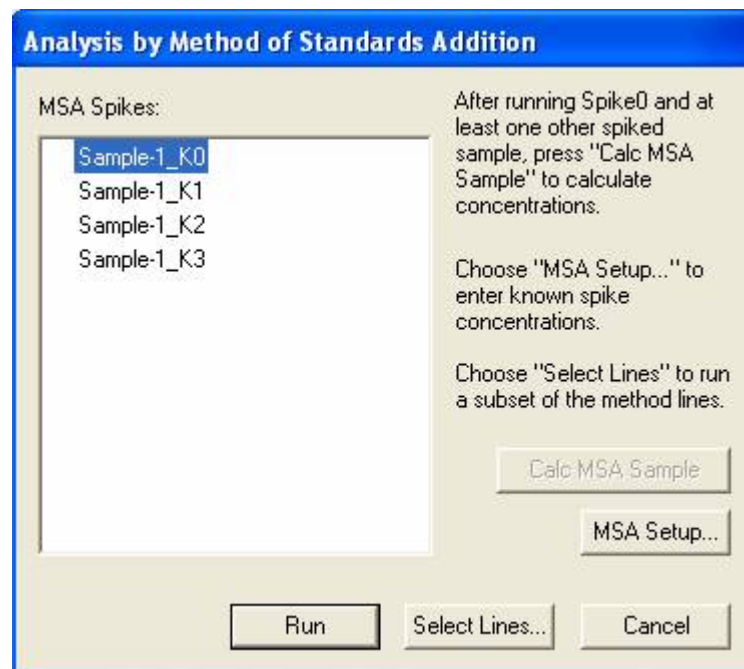 Analysis by Method of Standards Addition
MSA Spikes:
Sample-1_K0
Sample-1_K1
Sample-1_K2
Sample-1_K3
After running Spike0 and at
least one other spiked
sample, press "Calc MSA
Sample" to calculate
concentrations.
Choose "MSA Setup..." to
enter known spike
concentrations.
Choose "Select Lines" to run
a subset of the method lines.
Calc MSA Sample
MSA Setup...
Run
Select Lines...
Cancel